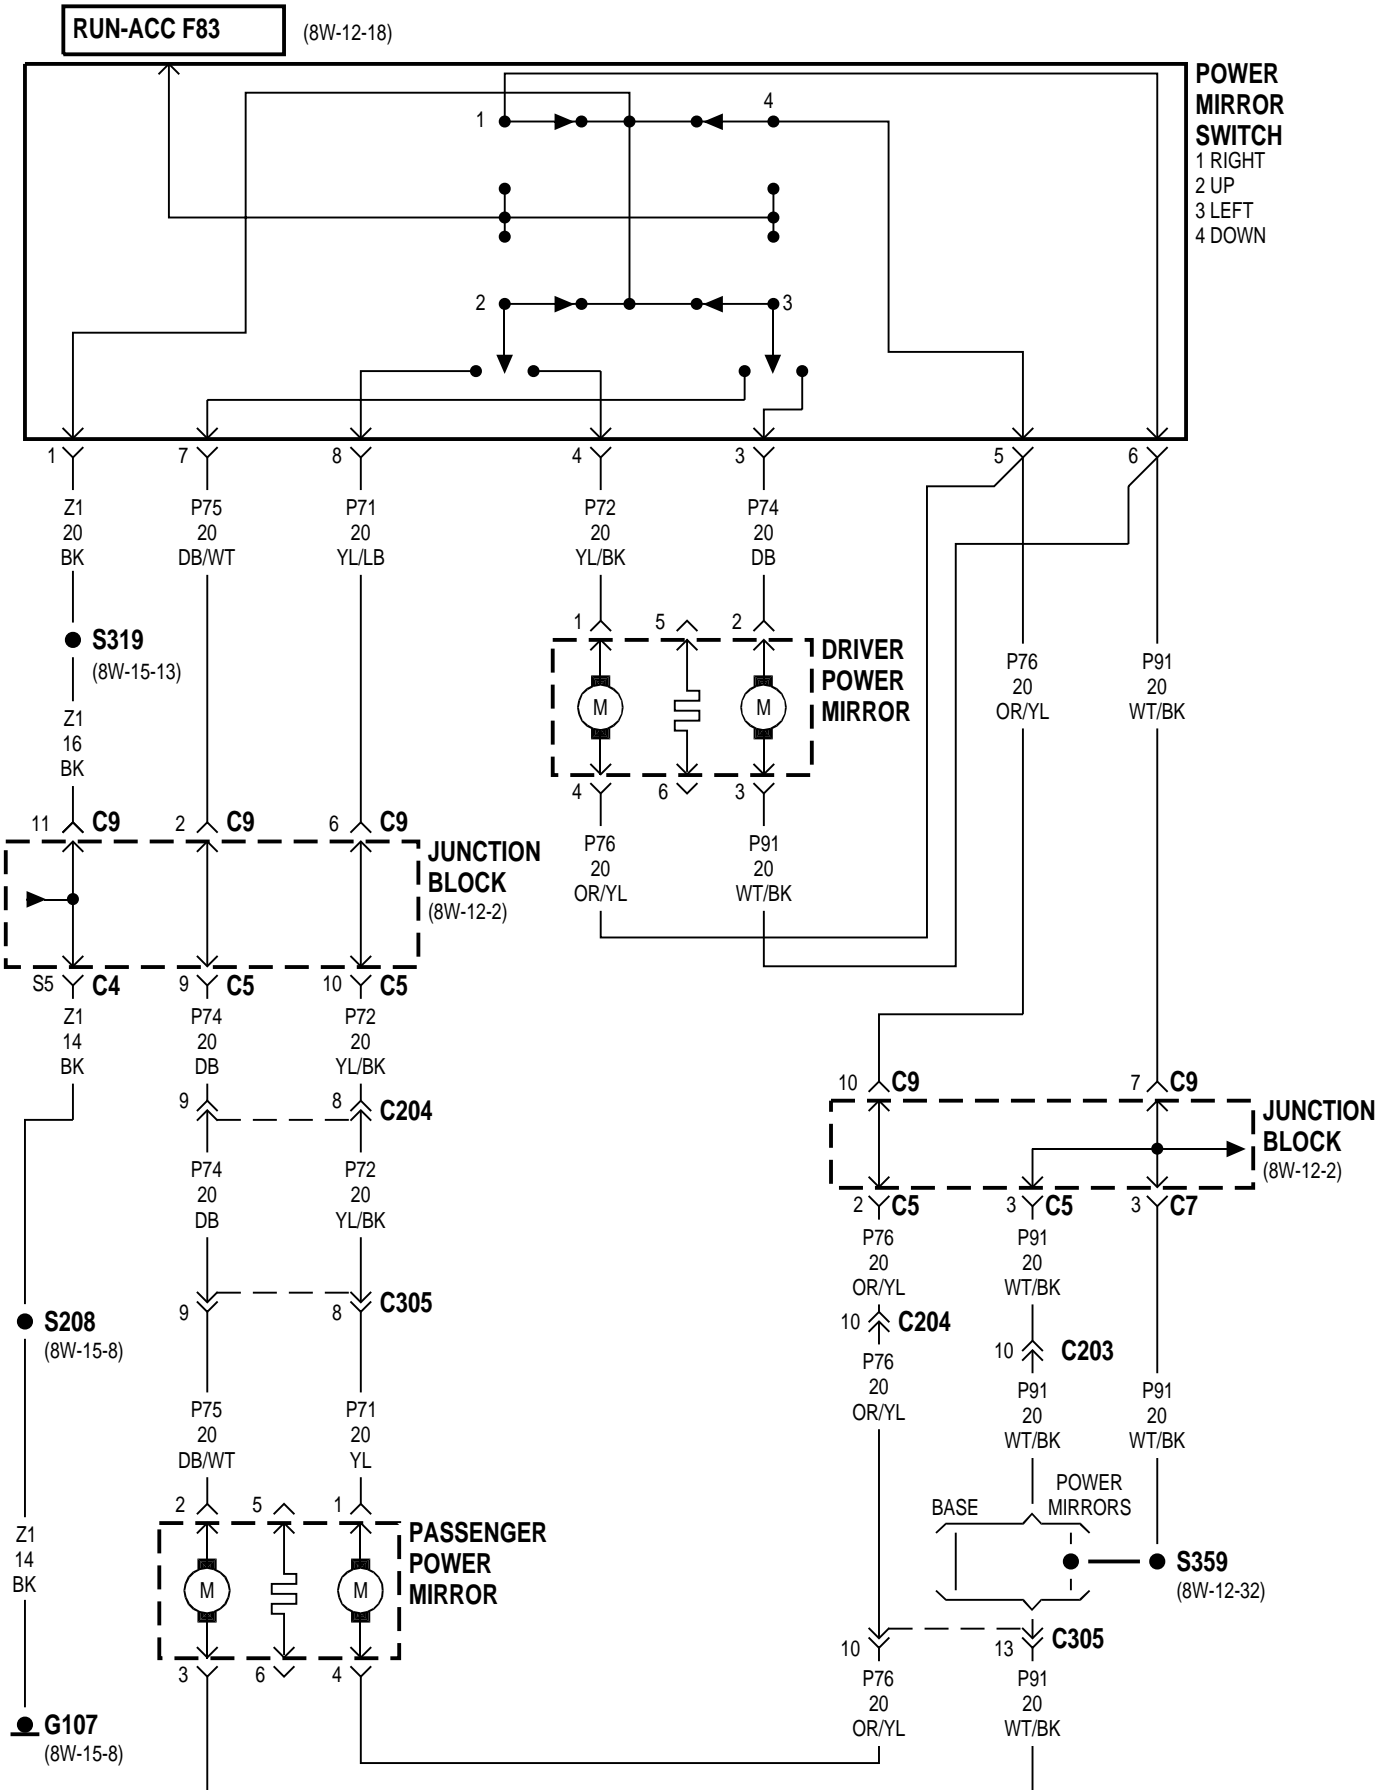 RUN-ACC F83 (8W-12-18)
POWER
MIRROR
SWITCH
1 RIGHT
2 UP
3 LEFT
4 DOWN
1 4
2 3
1 7 8 4 3 5 6
Z1 P75 P71 P72 P74
20 20 20 20 20
BK DB/WT YL/LB YL/BK DB
S319
(8W-15-13)
1 5 2
DRIVER
POWER
MIRROR
M M
P76 P91
20 20
OR/YL WT/BK
Z1
16
BK
4 6 3
11 C9 2 C9 6 C9
JUNCTION
BLOCK
(8W-12-2)
P76 P91
20 20
OR/YL WT/BK
S5 C4 9 C5 10 C5
Z1 P74 P72
14 20 20
BK DB YL/BK
9 8 C204
10 C9 7 C9
JUNCTION
BLOCK
(8W-12-2)
P74 P72
20 20
DB YL/BK
2 C5 3 C5 3 C7
P76 P91
20 20
OR/YL WT/BK
9 8 C305
S208
(8W-15-8)
10 C204
10 C203
P76
20
OR/YL
P91 P91
20 20
WT/BK WT/BK
P75 P71
20 20
DB/WT YL
BASE POWER
MIRRORS
2 5 1
PASSENGER
POWER
MIRROR
M M
Z1
14
BK
S359
(8W-12-32)
10 13 C305
3 6 4
P76 P91
20 20
OR/YL WT/BK
G107
(8W-15-8)